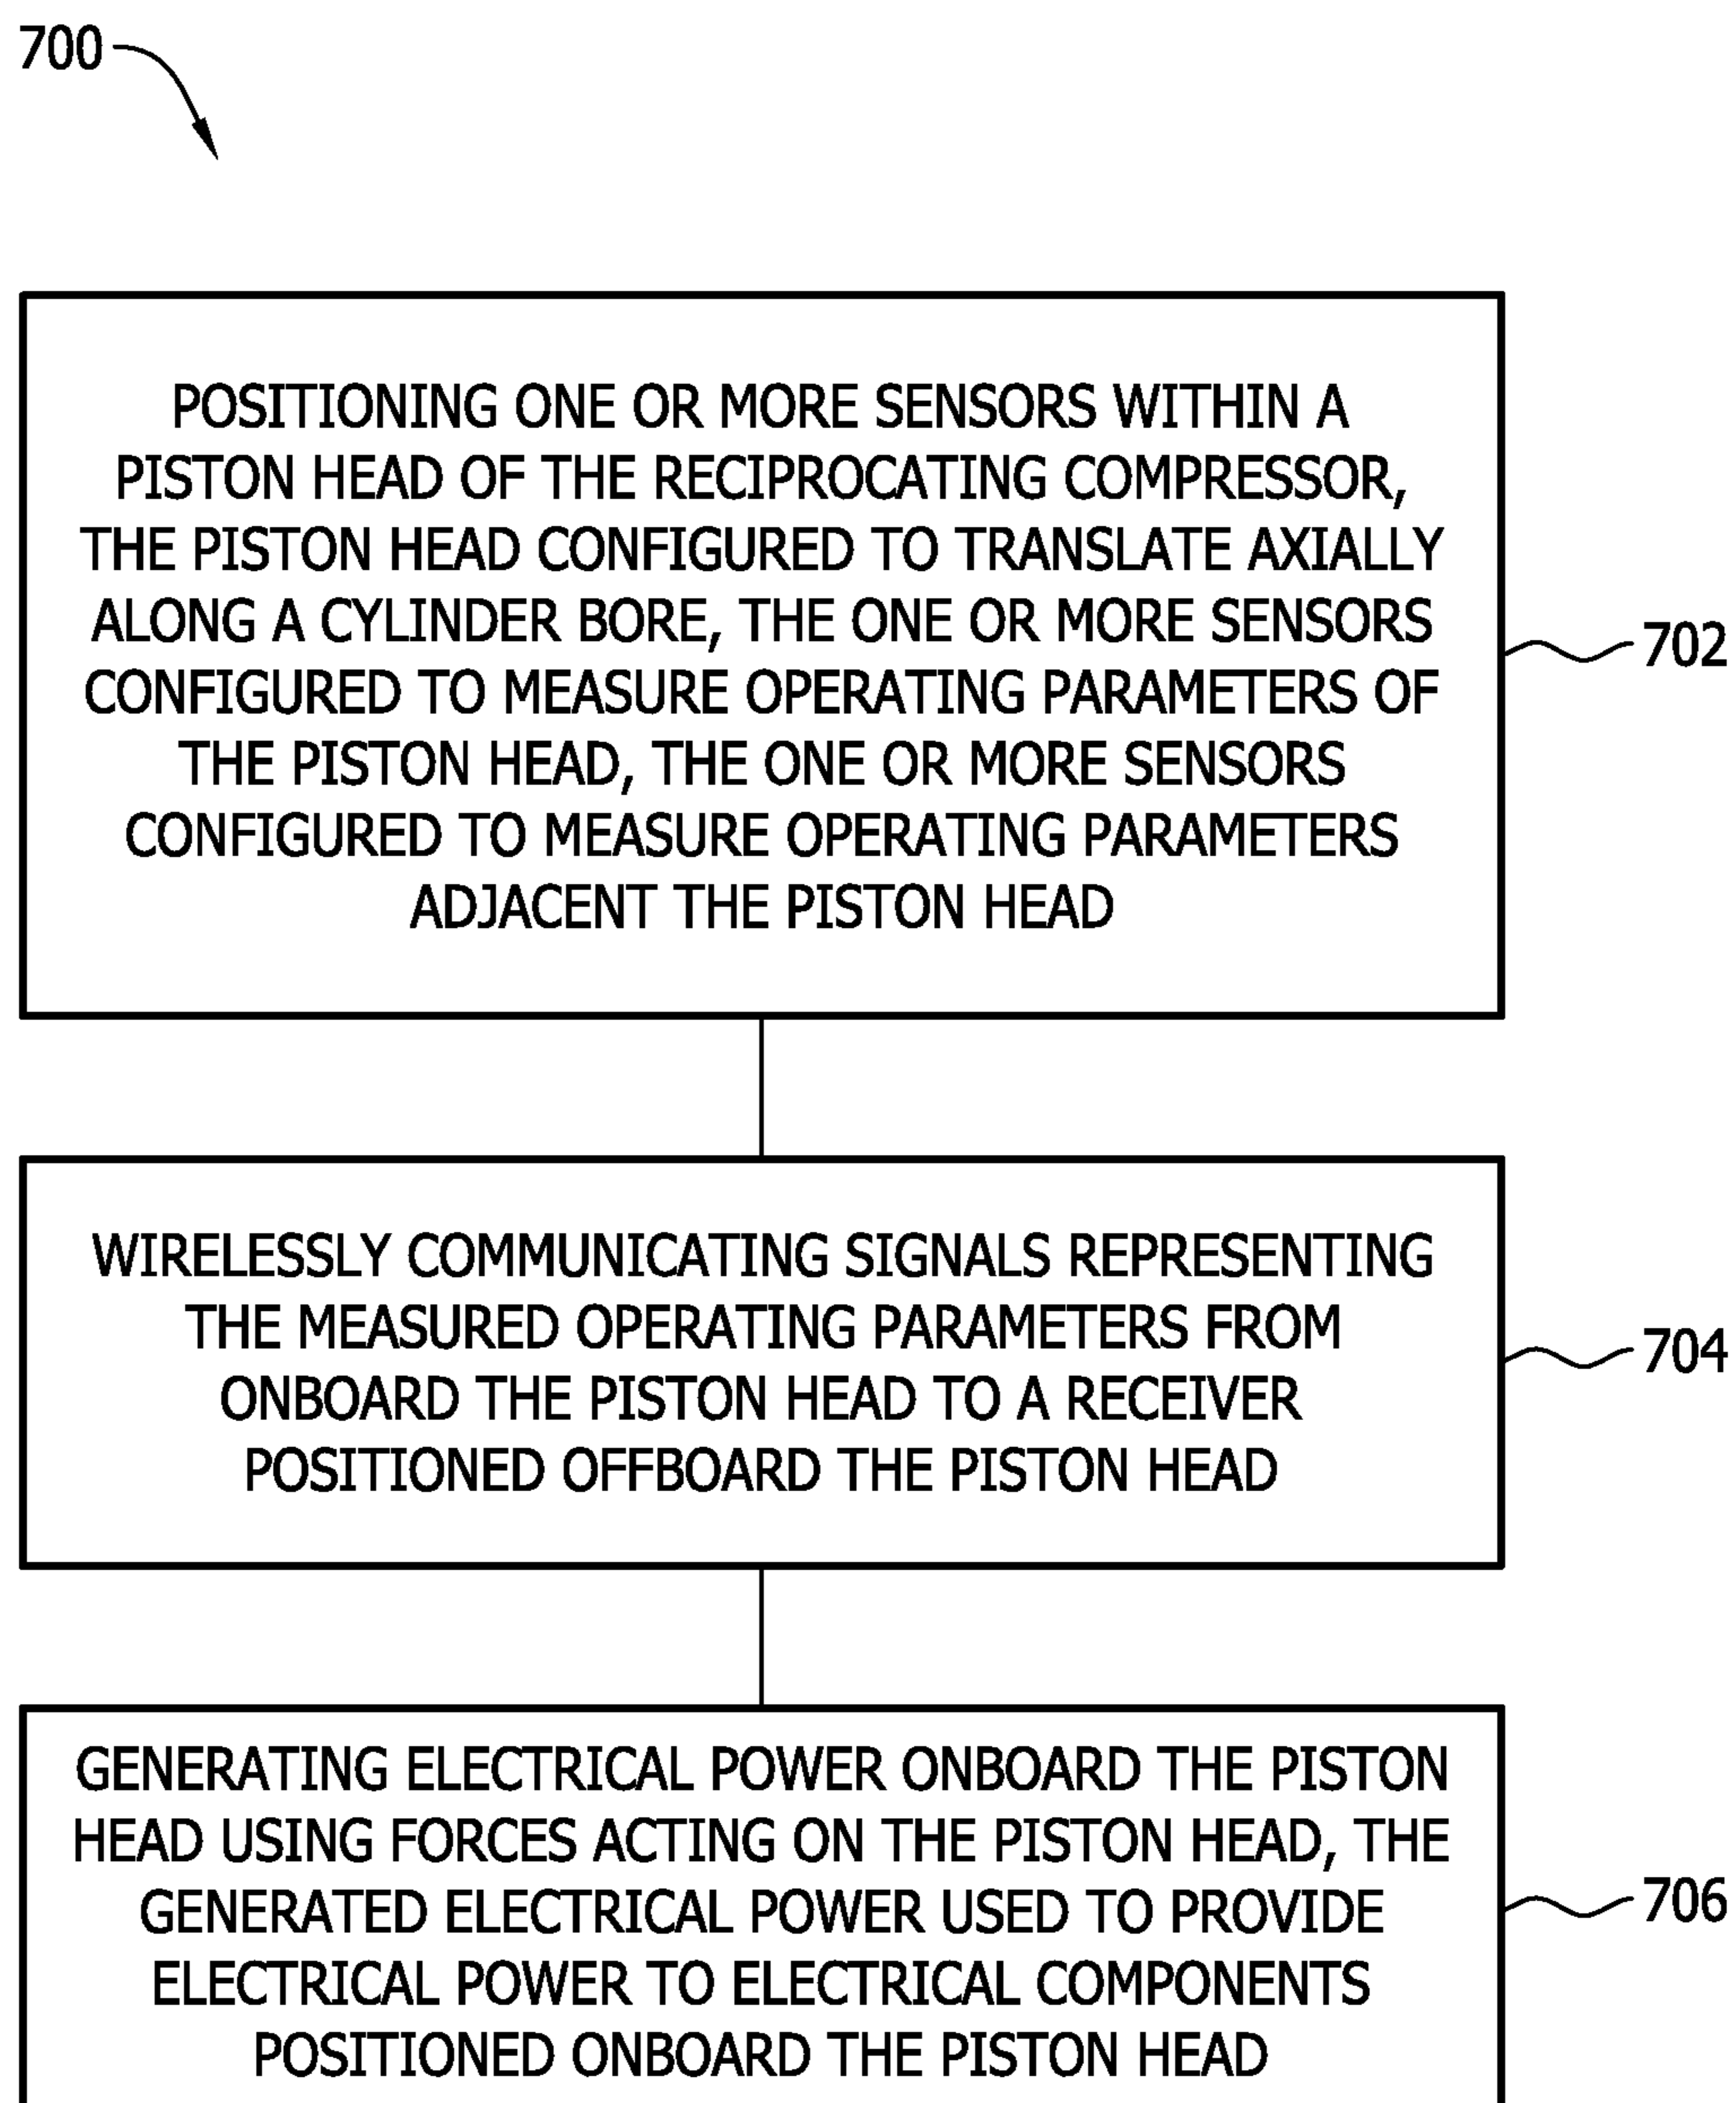 700
POSITIONING ONE OR MORE SENSORS WITHIN A
PISTON HEAD OF THE RECIPROCATING COMPRESSOR,
THE PISTON HEAD CONFIGURED TO TRANSLATE AXIALLY
ALONG A CYLINDER BORE, THE ONE OR MORE SENSORS
CONFIGURED TO MEASURE OPERATING PARAMETERS OF
THE PISTON HEAD, THE ONE OR MORE SENSORS
CONFIGURED TO MEASURE OPERATING PARAMETERS
ADJACENT THE PISTON HEAD
702
WIRELESSLY COMMUNICATING SIGNALS REPRESENTING
THE MEASURED OPERATING PARAMETERS FROM
ONBOARD THE PISTON HEAD TO A RECEIVER
POSITIONED OFFBOARD THE PISTON HEAD
704
GENERATING ELECTRICAL POWER ONBOARD THE PISTON
HEAD USING FORCES ACTING ON THE PISTON HEAD, THE
GENERATED ELECTRICAL POWER USED TO PROVIDE
ELECTRICAL POWER TO ELECTRICAL COMPONENTS
POSITIONED ONBOARD THE PISTON HEAD
706